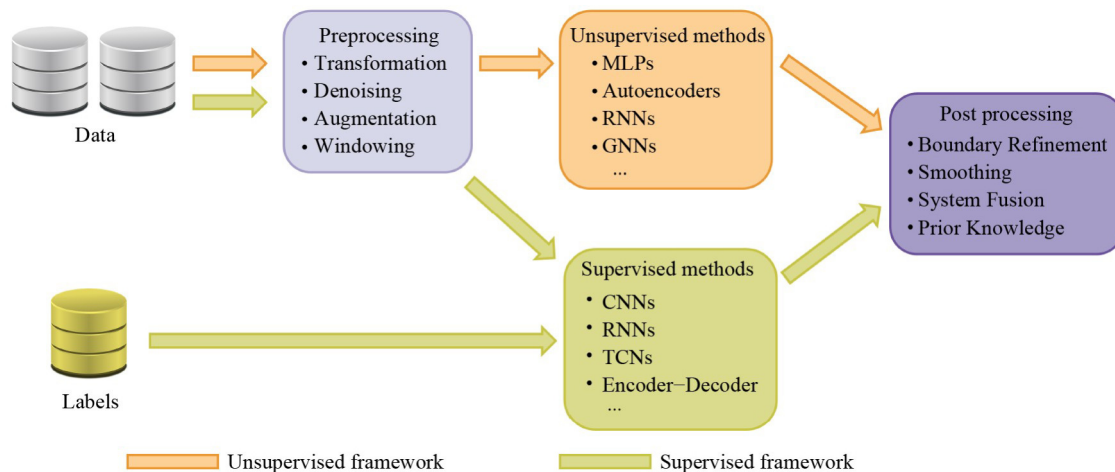 Data
Preprocessing
• Transformation
• Denoising
• Augmentation
• Windowing
Unsupervised methods
• MLPs
• Autoencoders
• RNNs
• GNNs
...
Post processing
• Boundary Refinement
• Smoothing
• System Fusion
• Prior Knowledge
Labels
Supervised methods
• CNNs
• RNNs
• TCNs
• Encoder−Decoder
...
Unsupervised framework
Supervised framework